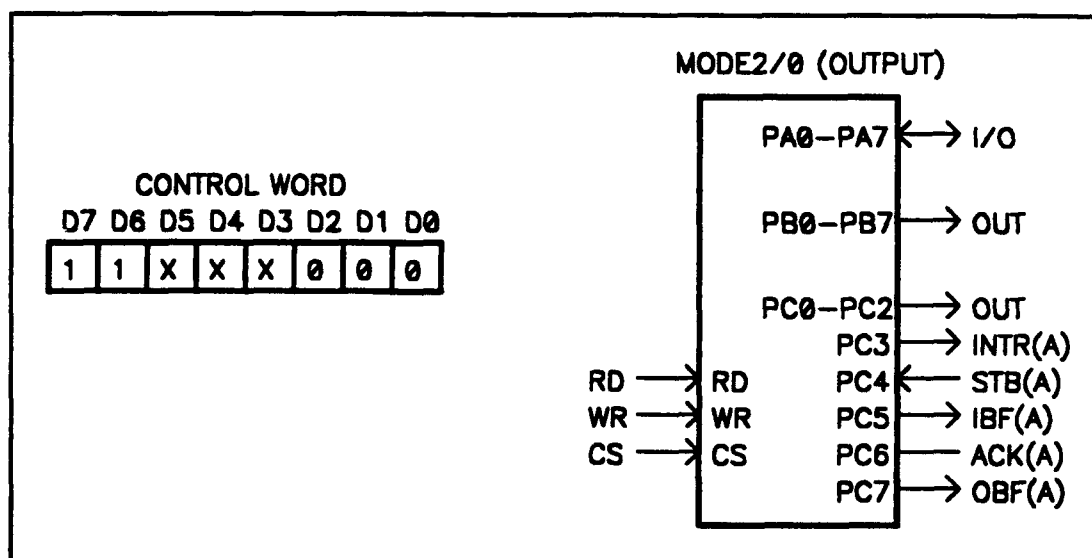 MODE2/0 (OUTPUT)
CONTROL WORD
D7 D6 D5 D4 D3 D2 D1 D0
1 1 X X X 0 0 0
PA0-PA7 I/O
PB0-PB7 OUT
PC0-PC2 OUT
PC3 INTR(A)
RD RD PC4 STB(A)
WR WR PC5 IBF(A)
CS CS PC6 ACK(A)
PC7 OBF(A)